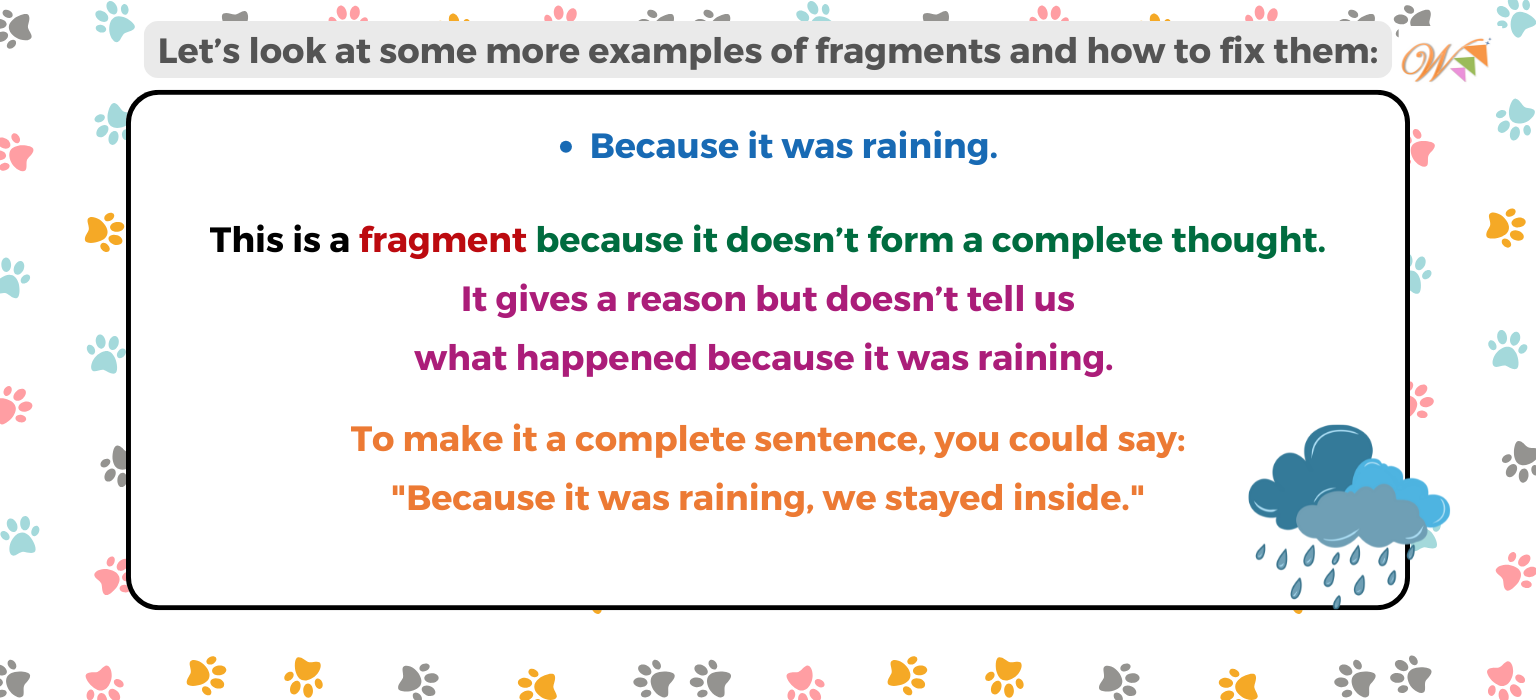 Let’s look at some more examples of fragments and how to fix them:
W
• Because it was raining.
This is a fragment because it doesn’t form a complete thought.
It gives a reason but doesn’t tell us
what happened because it was raining.
To make it a complete sentence, you could say:
"Because it was raining, we stayed inside."